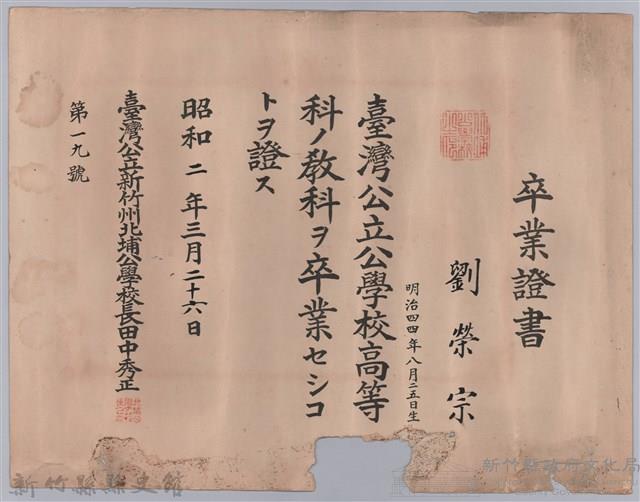 卒業證書
劉榮宗
明治四四年八月二五日生
臺灣公立公學校高等
科ノ教科ヲ卒業セシコ
トヲ證ス
昭和二年三月二十六日
臺灣公立新竹州北埔公學校長田中秀正
第一九號
新竹縣縣史館
新竹縣政府文化局